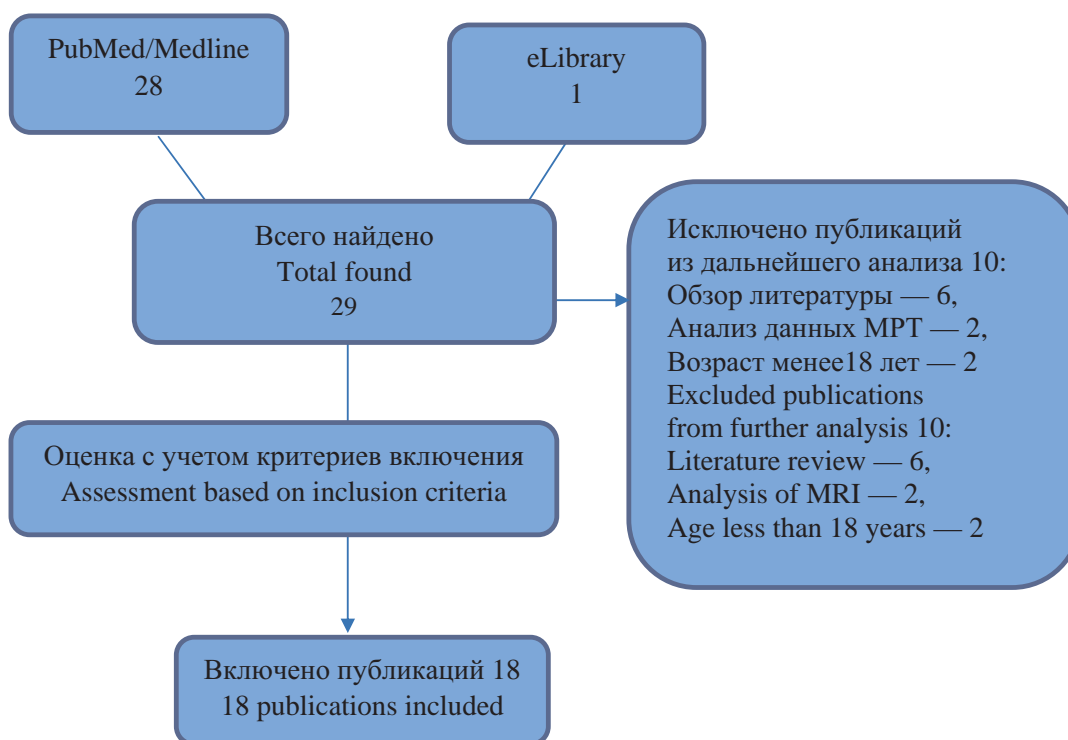 PubMed/Medline
28
eLibrary
1
Всего найдено
Total found
29
Исключено публикаций
из дальнейшего анализа 10:
Обзор литературы — 6,
Анализ данных МРТ — 2,
Возраст менее18 лет — 2
Excluded publications
from further analysis 10:
Literature review — 6,
Analysis of MRI — 2,
Age less than 18 years — 2
Оценка с учетом критериев включения
Assessment based on inclusion criteria
Включено публикаций 18
18 publications included